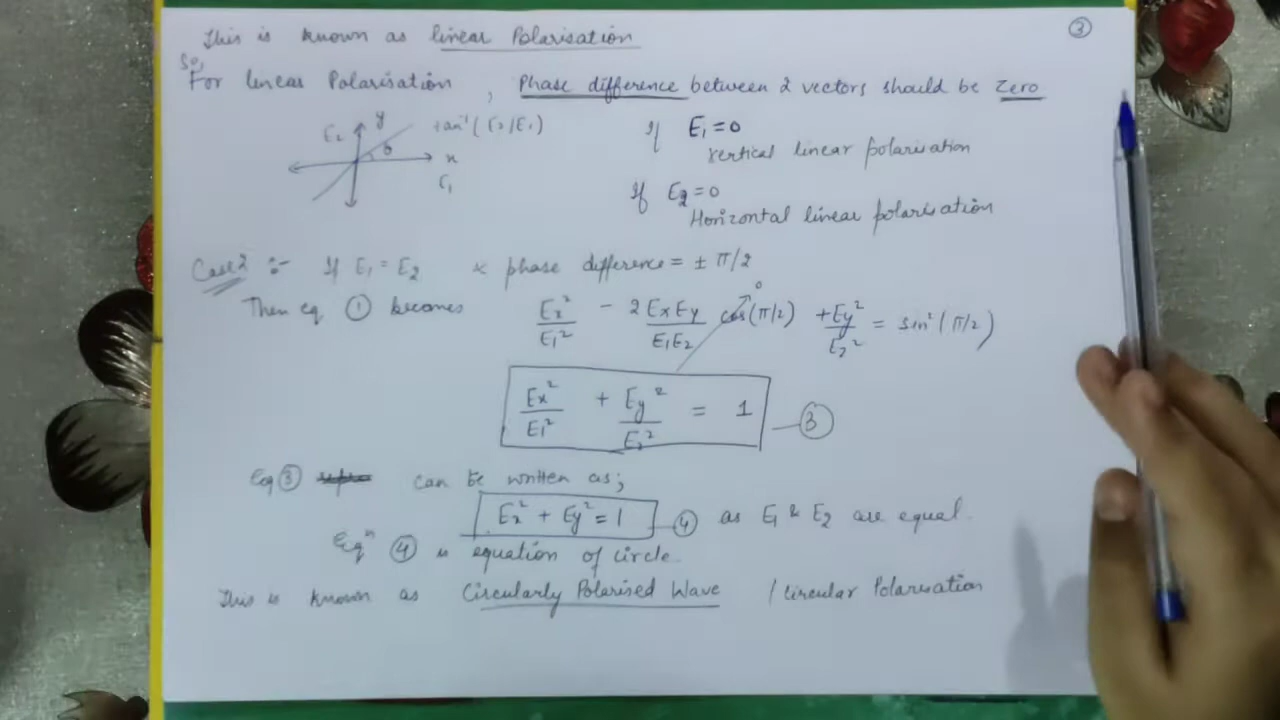 ③
This is known as linear Polarisation
So,
For linear Polarisation , Phase difference between 2 vectors should be Zero
E₂ y tan⁻¹(E₂/E₁)
θ x
E₁
If E₁=0
vertical linear polarisation
If E₂=0
Horizontal linear polarisation
Case 2 :- If E₁ = E₂ & phase difference = ± π/2
Then eq ① becomes Ex²/E₁² - 2 ExEy/E₁E₂ cos(π/2) + Ey²/E₂² = sin²(π/2)
0
Ex²/E₁² + Ey²/E₂² = 1 - ③
Eq ③ can be written as;
Ex² + Ey² = 1 - ④ as E₁ & E₂ are equal.
Eqⁿ ④ is equation of circle.
This is known as Circularly Polarised Wave / circular Polarisation